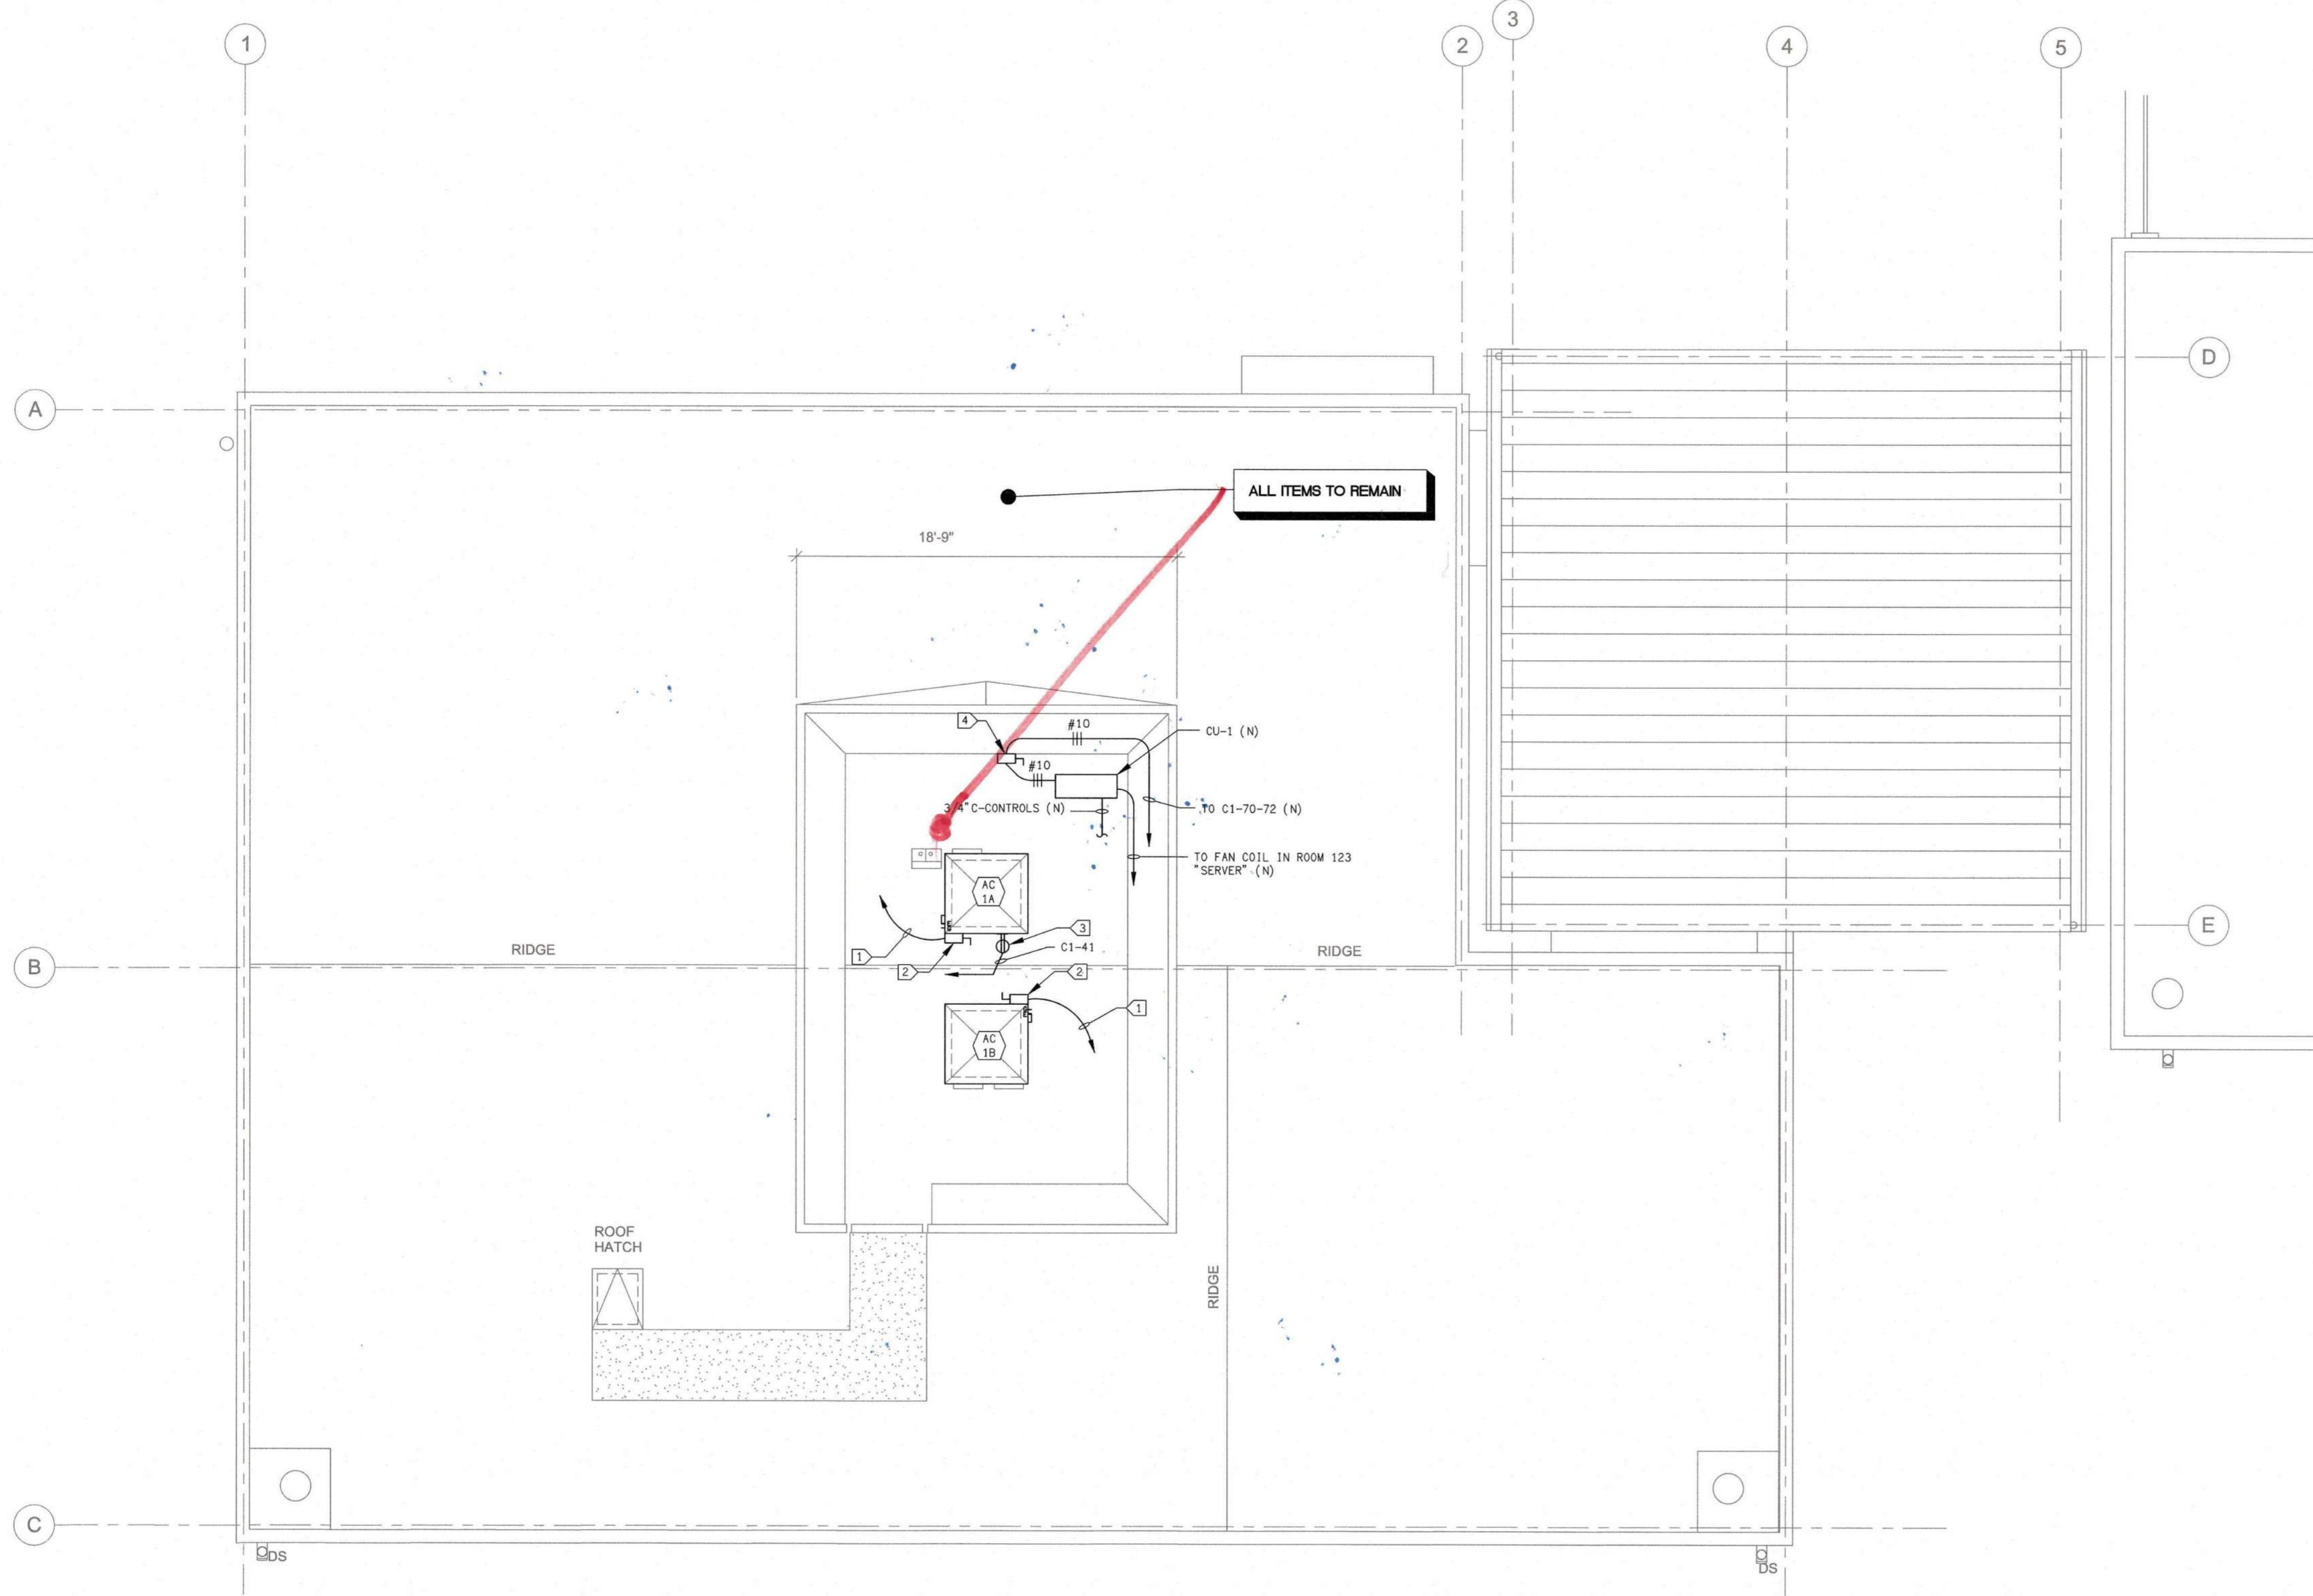 1
2
3
4
5
D
A
ALL ITEMS TO REMAIN
18'-9"
4
#10
CU-1 (N)
#10
3/4" C-CONTROLS (N)
TO C1-70-72 (N)
TO FAN COIL IN ROOM 123
"SERVER" (N)
AC
1A
3
C1-41
1
2
RIDGE
RIDGE
E
B
2
1
AC
1B
ROOF
HATCH
RIDGE
C
DS
DS